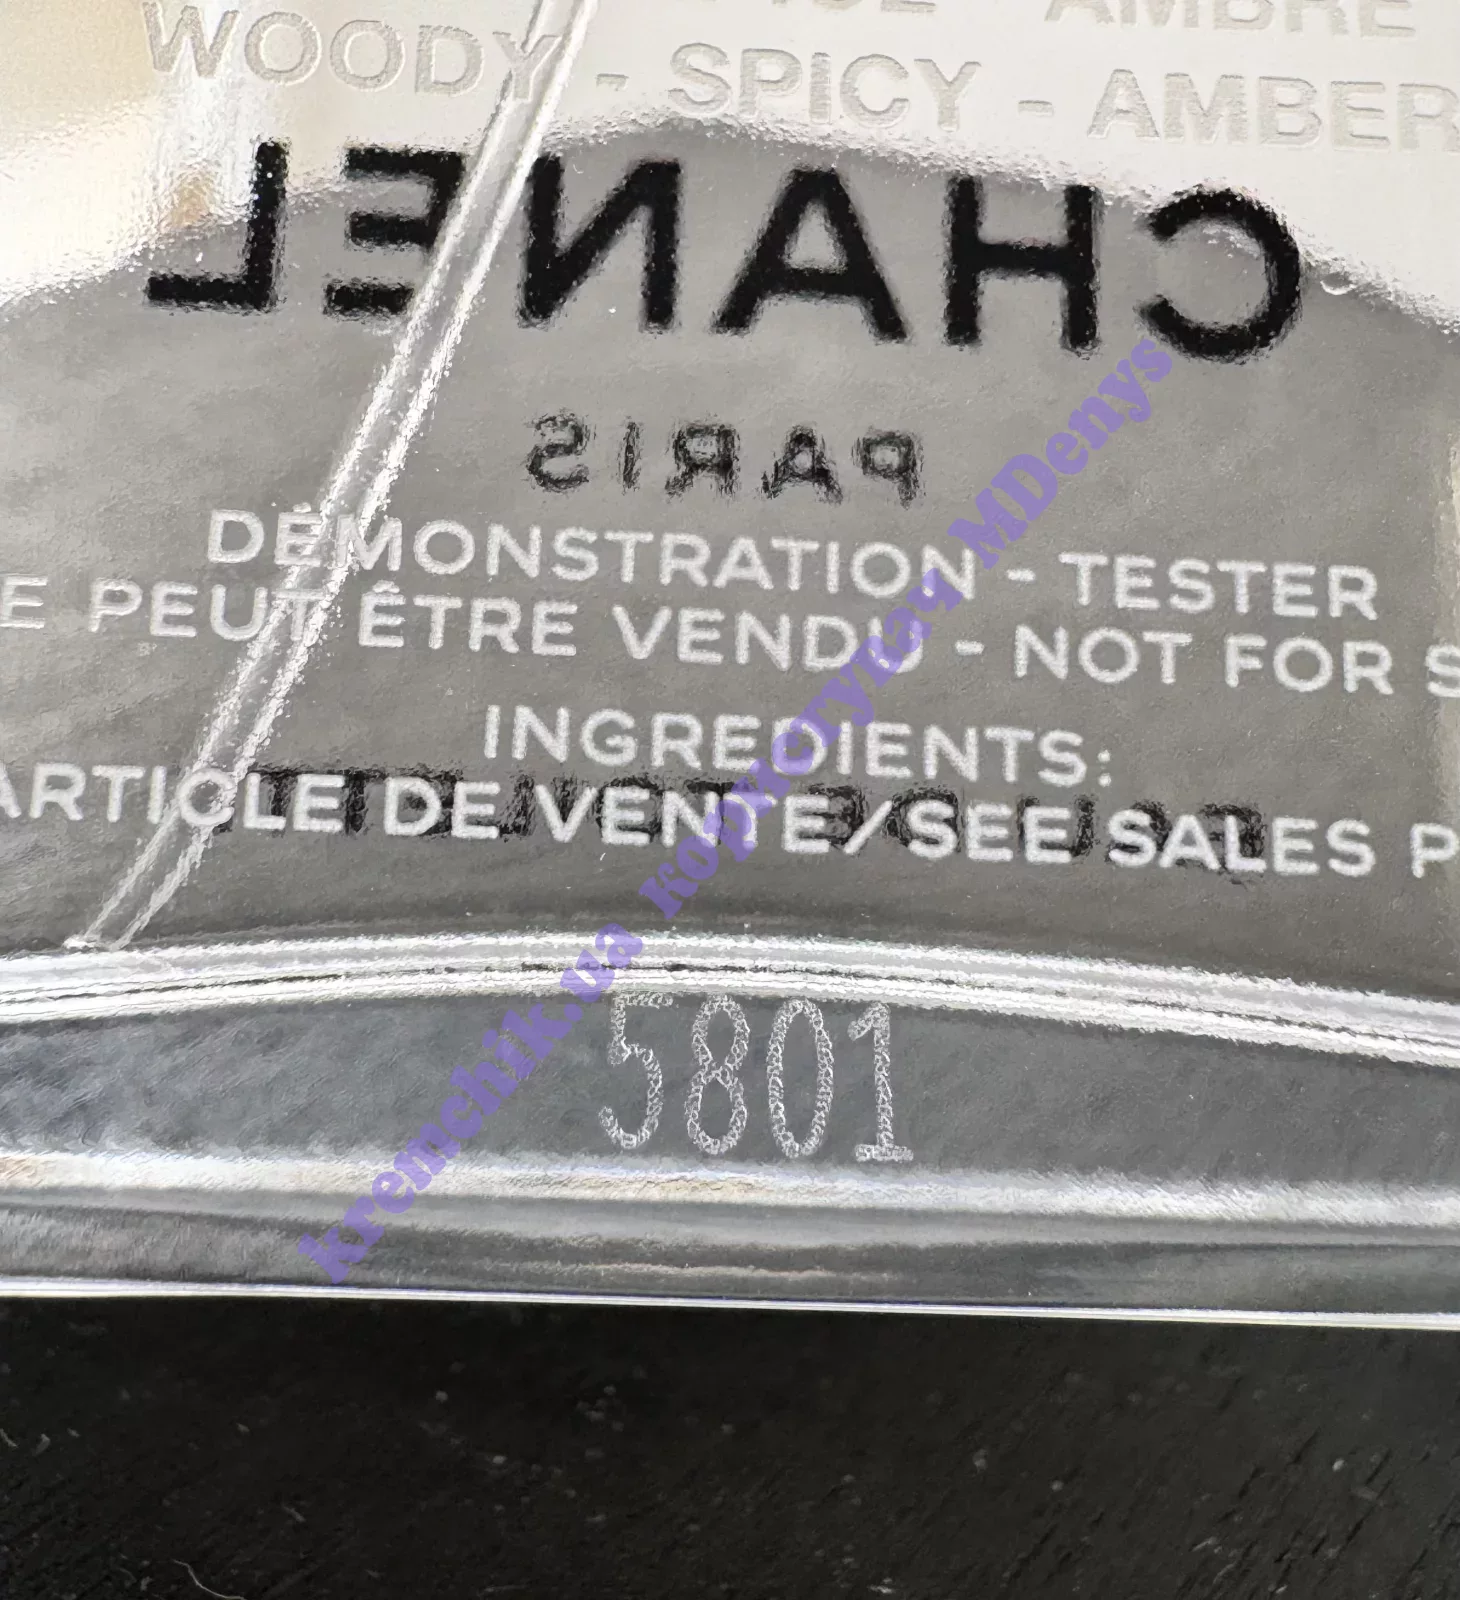 AMBRE
WOODY - SPICY - AMBER
CHANEL
PARIS
DÉMONSTRATION - TESTER
PEUT ÊTRE VENDU - NOT FOR
INGREDIENTS:
ARTICLE DE VENTE/SEE SALES P
5801
kremchik.ua користувач MDenys